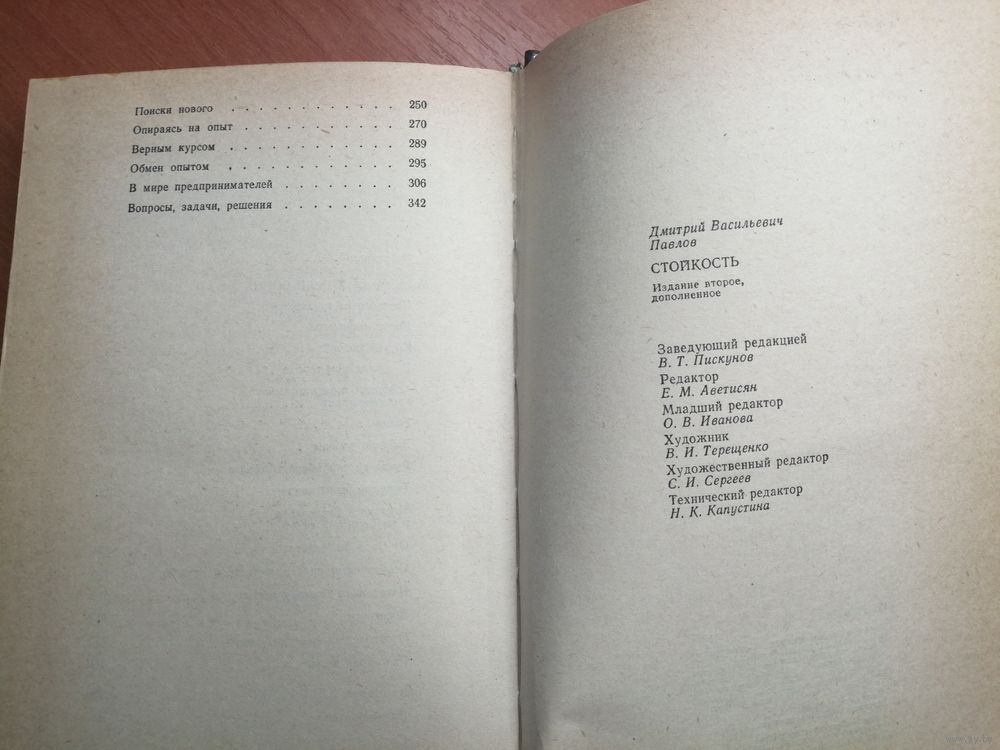 Поиски нового . . . . . . . . . . . . 250
Опираясь на опыт . . . . . . . . . . . 270
Верным курсом . . . . . . . . . . . . 289
Обмен опытом . . . . . . . . . . . . 295
В мире предпринимателей . . . . . . . . 306
Вопросы, задачи, решения . . . . . . . . 342
Дмитрий Васильевич
Павлов
СТОЙКОСТЬ
Издание второе,
дополненное
Заведующий редакцией
В. Т. Пискунов
Редактор
Е. М. Аветисян
Младший редактор
О. В. Иванова
Художник
В. И. Терещенко
Художественный редактор
С. И. Сергеев
Технический редактор
Н. К. Капустина